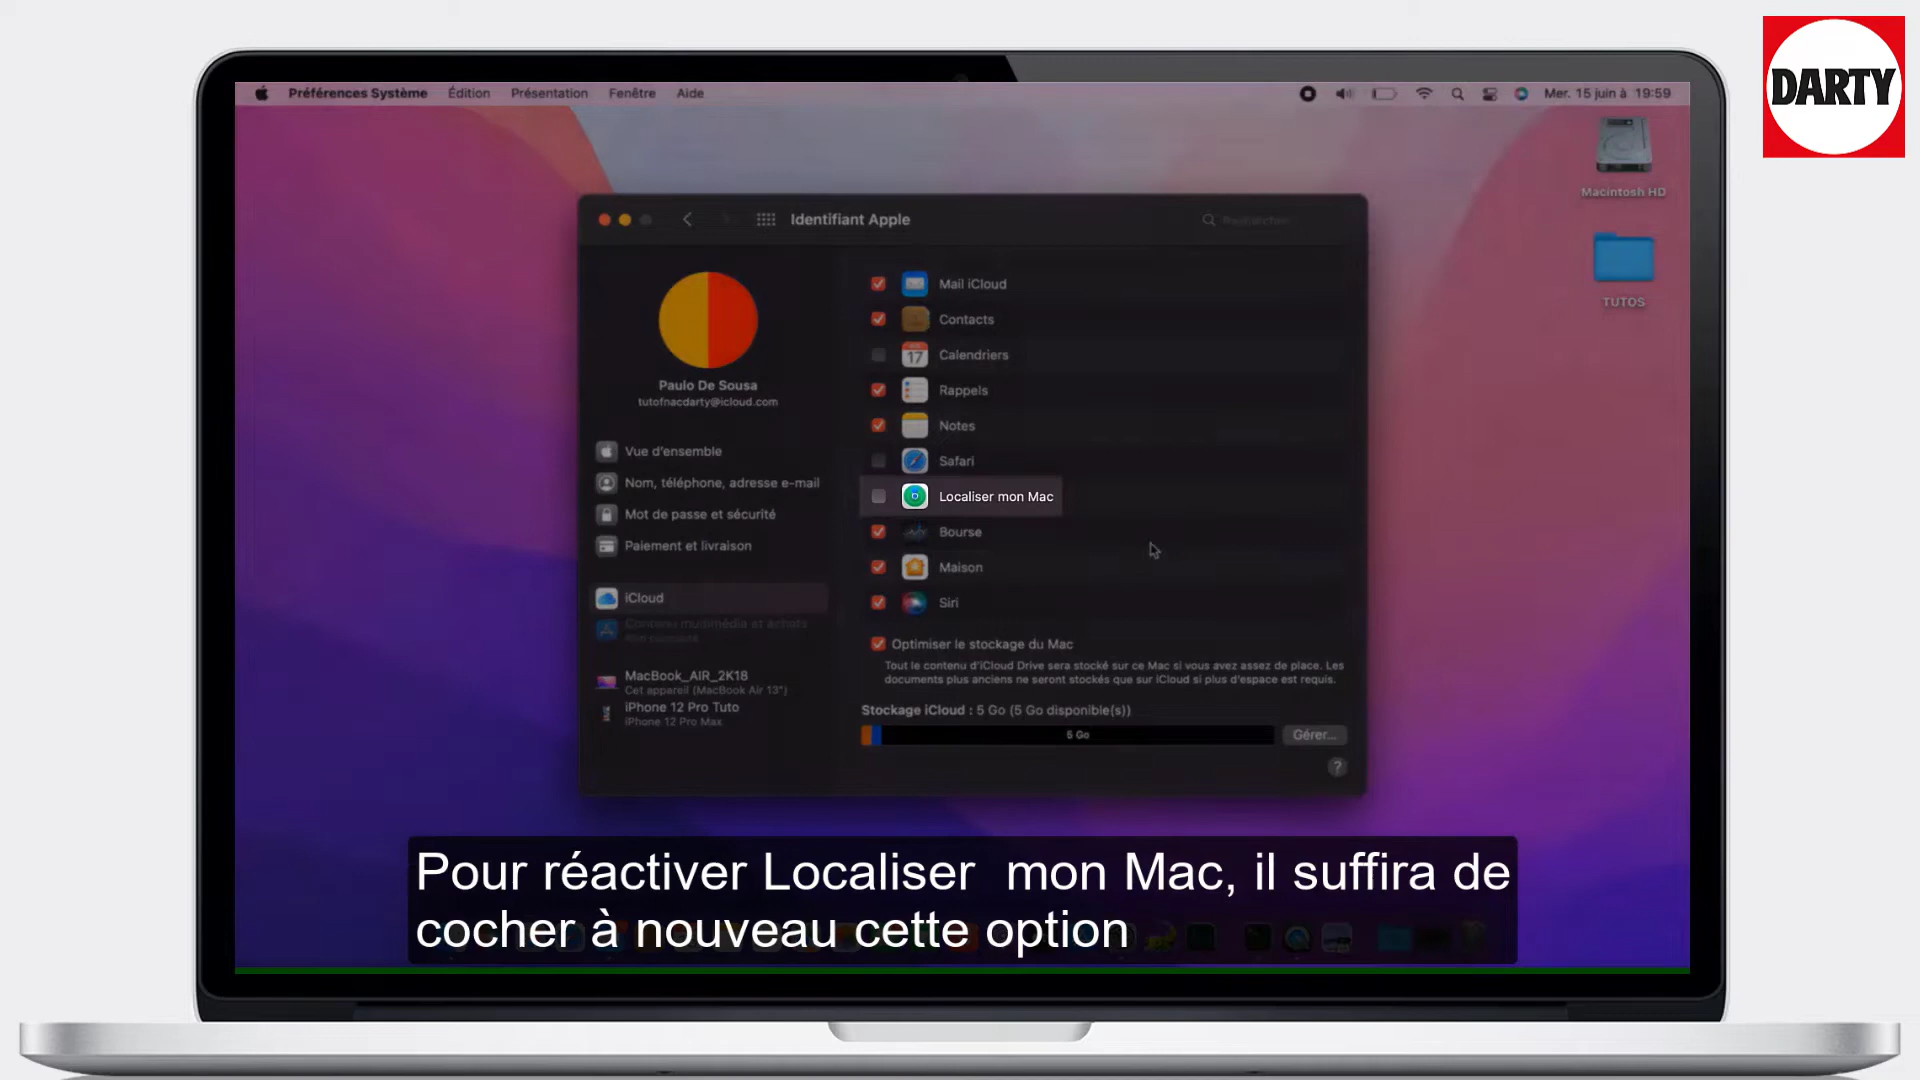 DARTY
Préférences Système Édition Présentation Fenêtre Aide Mer. 15 juin à 19:59
Macintosh HD
TUTOS
Identifiant Apple
Paulo De Sousa
tutofnacdarty@icloud.com
Vue d'ensemble
Nom, téléphone, adresse e-mail
Mot de passe et sécurité
Paiement et livraison
iCloud
Contenu multimédia et achats
MacBook_AIR_2K18
Cet appareil (MacBook Air 13")
iPhone 12 Pro Tuto
iPhone 12 Pro Max
Mail iCloud
Contacts
17 Calendriers
Rappels
Notes
Safari
Localiser mon Mac
Bourse
Maison
Siri
Optimiser le stockage du Mac
Tout le contenu d'iCloud Drive sera stocké sur ce Mac si vous avez assez de place. Les
documents plus anciens ne seront stockés que sur iCloud si plus d'espace est requis.
Stockage iCloud : 5 Go (5 Go disponible(s))
5 Go
Gérer...
?
Pour réactiver Localiser mon Mac, il suffira de
cocher à nouveau cette option